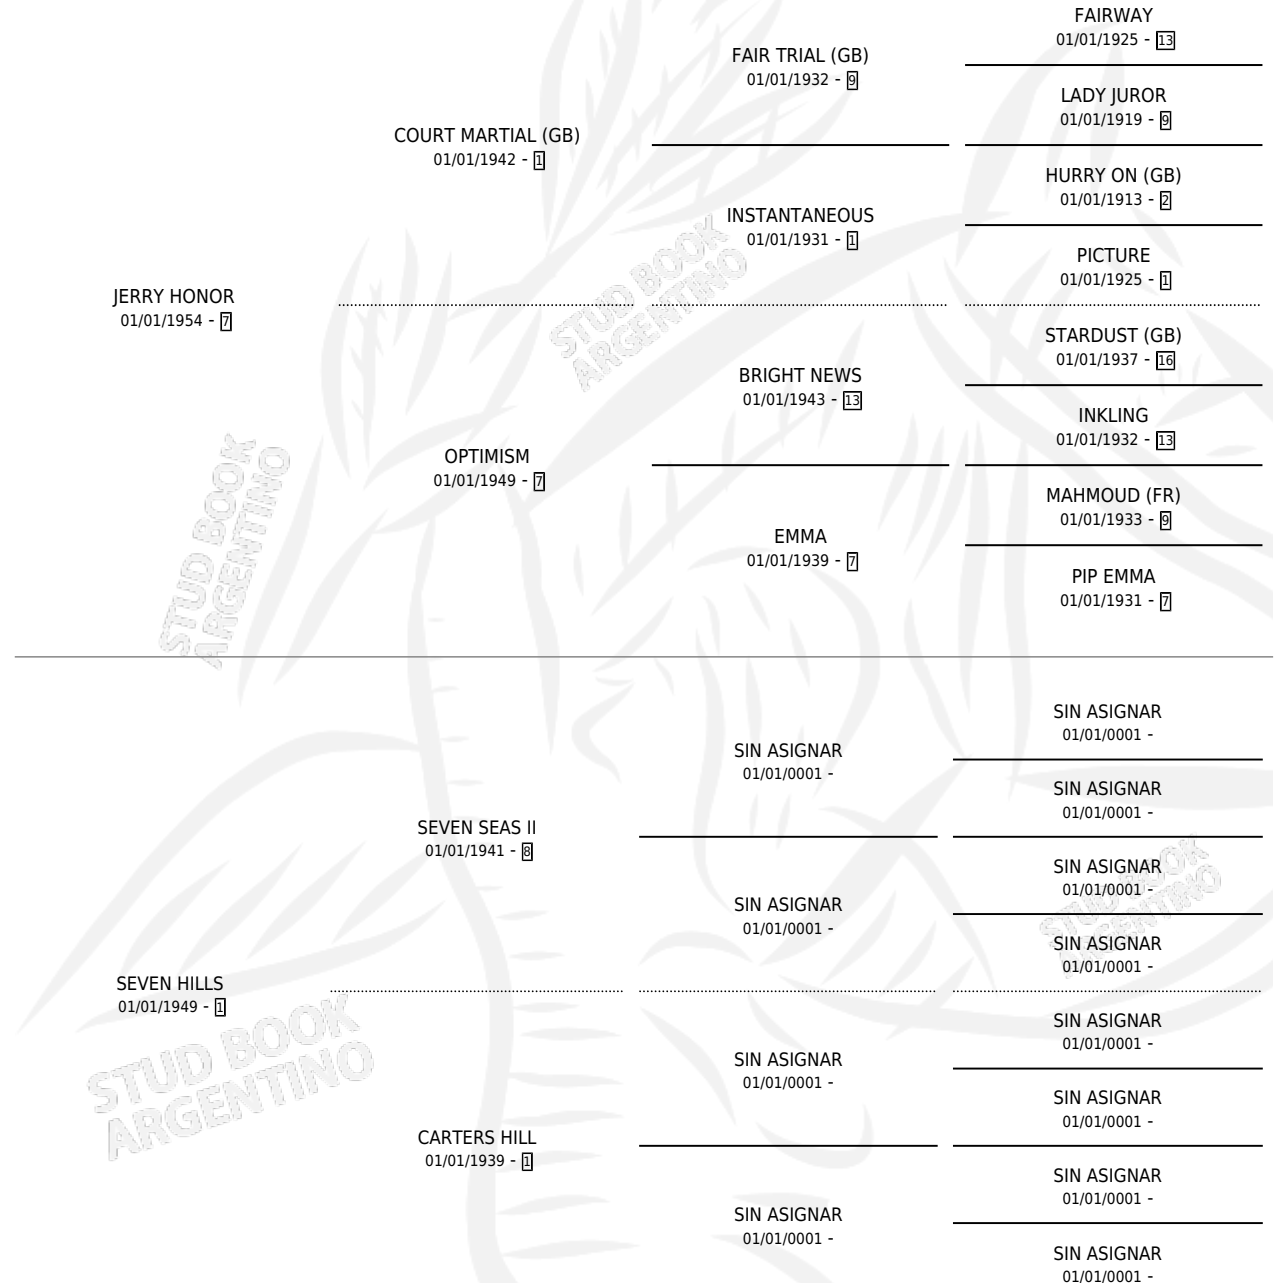 FAIRWAY
01/01/1925 - 13
FAIR TRIAL (GB)
01/01/1932 - 9
LADY JUROR
01/01/1919 - 9
COURT MARTIAL (GB)
01/01/1942 - 1
HURRY ON (GB)
01/01/1913 - 2
INSTANTANEOUS
01/01/1931 - 1
PICTURE
01/01/1925 - 1
JERRY HONOR
01/01/1954 - 7
STUD BOOK
ARGENTINO
STARDUST (GB)
01/01/1937 - 16
BRIGHT NEWS
01/01/1943 - 13
INKLING
01/01/1932 - 13
OPTIMISM
01/01/1949 - 7
MAHMOUD (FR)
01/01/1933 - 9
EMMA
01/01/1939 - 7
PIP EMMA
01/01/1931 - 7
STUD BOOK
ARGENTINO
SIN ASIGNAR
01/01/0001 -
SIN ASIGNAR
01/01/0001 -
SIN ASIGNAR
01/01/0001 -
SEVEN SEAS II
01/01/1941 - 8
SIN ASIGNAR
01/01/0001 -
SIN ASIGNAR
01/01/0001 -
SIN ASIGNAR
01/01/0001 -
STUD BOOK
ARGENTINO
SEVEN HILLS
01/01/1949 - 1
SIN ASIGNAR
01/01/0001 -
SIN ASIGNAR
01/01/0001 -
SIN ASIGNAR
01/01/0001 -
STUD BOOK
ARGENTINO
CARTERS HILL
01/01/1939 - 1
SIN ASIGNAR
01/01/0001 -
SIN ASIGNAR
01/01/0001 -
SIN ASIGNAR
01/01/0001 -